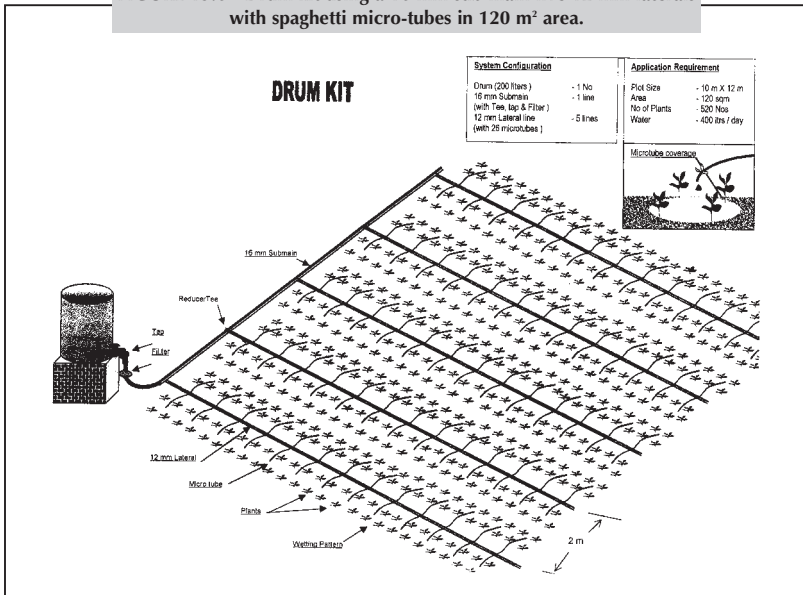 with spaghetti micro-tubes in 120 m² area.
DRUM KIT
System Configuration
Drum (200 liters) - 1 No
16 mm Submain - 1 line
(with Tee, tap & Filter)
12 mm Lateral line - 5 lines
(with 26 microtubes)
Application Requirement
Plot Size - 10 m X 12 m
Area - 120 sqm
No of Plants - 520 Nos
Water - 400 ltrs / day
Microtube coverage
16 mm Submain
Reducer Tee
Tap
Filter
12 mm Lateral
Micro tube
Plants
Wetting Pattern
2 m